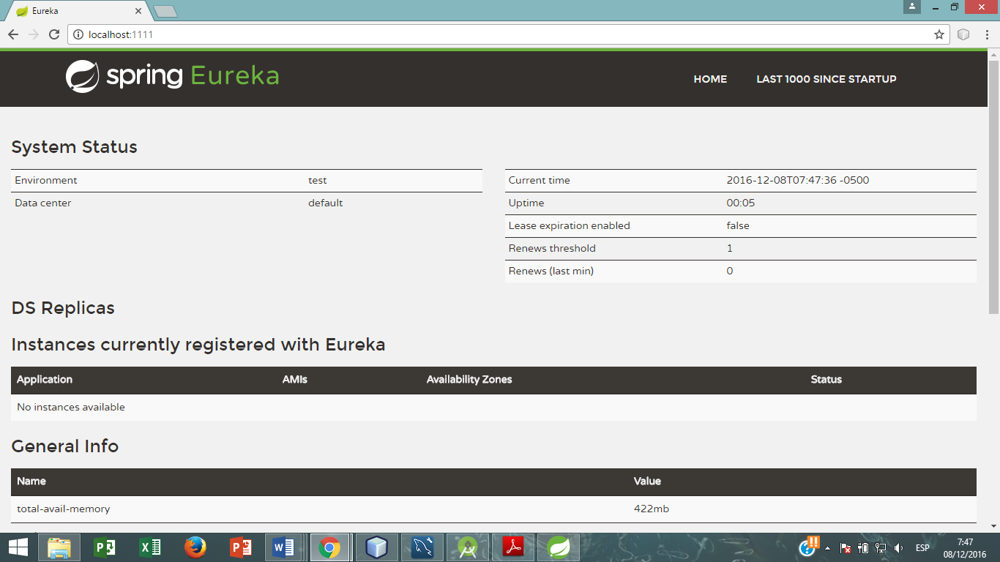 Eureka
localhost:1111
spring Eureka
HOME LAST 1000 SINCE STARTUP
System Status
Environment test
Data center default
Current time 2016-12-08T07:47:36 -0500
Uptime 00:05
Lease expiration enabled false
Renews threshold 1
Renews (last min) 0
DS Replicas
Instances currently registered with Eureka
Application AMIs Availability Zones Status
No instances available
General Info
Name Value
total-avail-memory 422mb
ESP
7:47
08/12/2016